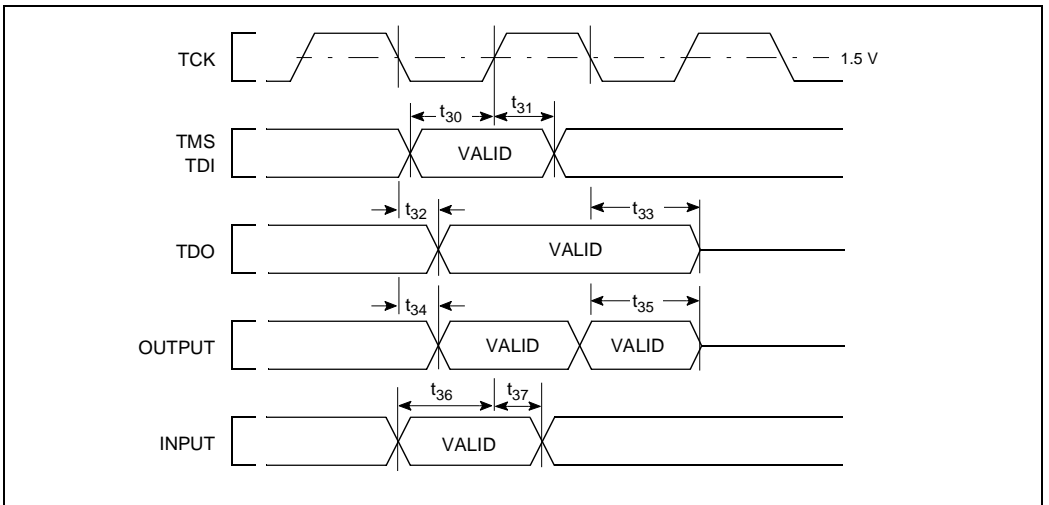 TCK
1.5 V
t30
t31
TMS
TDI
VALID
t32
t33
TDO
VALID
t34
t35
OUTPUT
VALID
VALID
t36
t37
INPUT
VALID